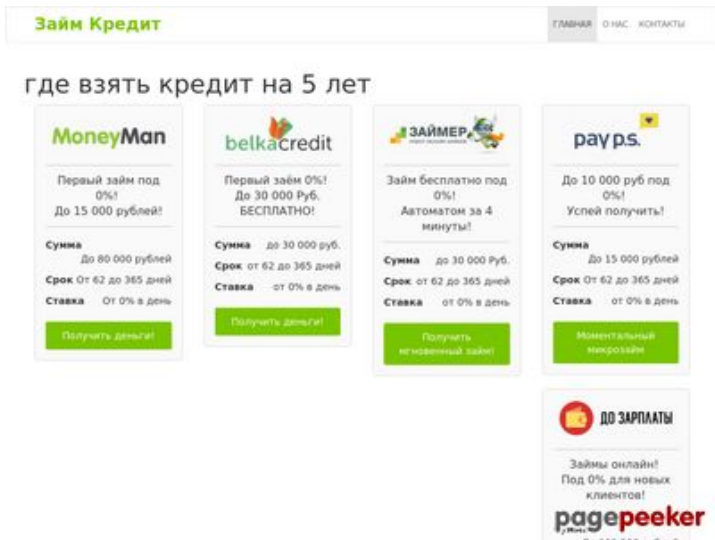 Займ Кредит
ГЛАВНАЯ О НАС КОНТАКТЫ
где взять кредит на 5 лет
MoneyMan
Первый займ под
0%!
До 15 000 рублей!
Сумма
До 80 000 рублей
Срок От 62 до 365 дней
Ставка От 0% в день
Получить деньги!
belkacredit
Первый заём 0%!
До 30 000 Руб.
БЕСПЛАТНО!
Сумма до 30 000 руб.
Срок от 62 до 365 дней
Ставка от 0% в день
Получить деньги!
ЗАЙМЕР
Займ бесплатно под
0%!
Автоматом за 4
минуты!
Сумма до 30 000 Руб.
Срок от 62 до 365 дней
Ставка от 0% в день
Получить
мгновенный займ!
pay p.s.
До 10 000 руб под
0%!
Успей получить!
Сумма
До 15 000 рублей
Срок От 62 до 365 дней
Ставка От 0% в день
Моментальный
микрозайм
ДО ЗАРПЛАТЫ
Займы онлайн!
Под 0% для новых
клиентов!
pagepeeker